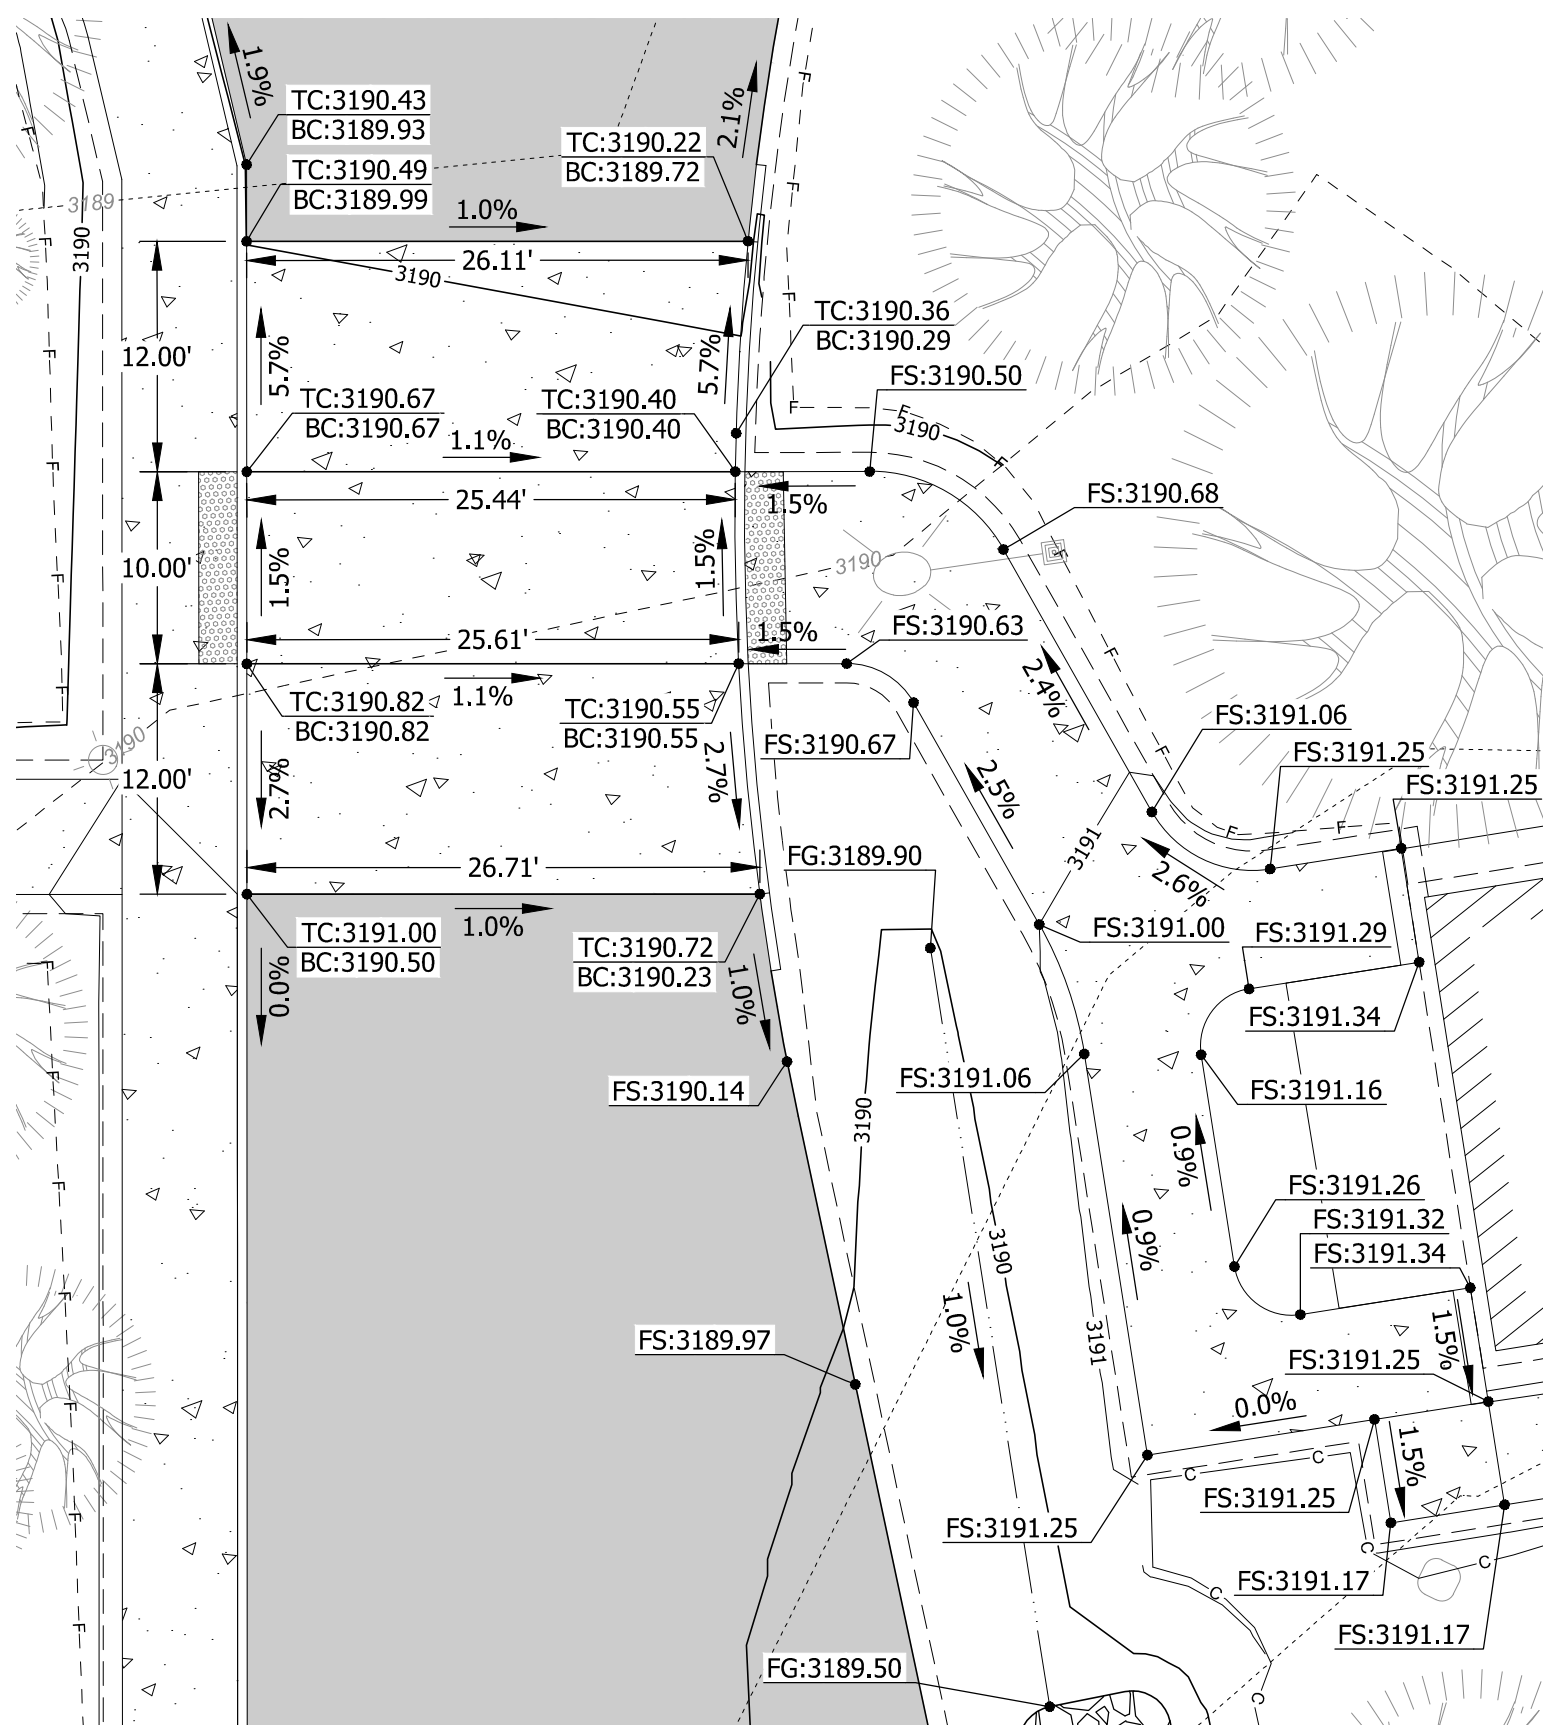 1.9%
TC:3190.43
BC:3189.93
2.1%
TC:3190.22
BC:3189.72
F
F
F
TC:3190.49
BC:3189.99
3189
F
F
F
1.0%
3190
26.11'
3190
F
TC:3190.36
BC:3190.29
12.00'
5.7%
5.7%
FS:3190.50
TC:3190.67
BC:3190.67
TC:3190.40
BC:3190.40
F
F
3190
F
1.1%
F
25.44'
1.5%
FS:3190.68
10.00'
1.5%
1.5%
3190
F
F
25.61'
1.5%
FS:3190.63
F
F
2.4%
1.1%
TC:3190.82
BC:3190.82
TC:3190.55
BC:3190.55
FS:3191.06
3190
FS:3190.67
FS:3191.25
F
12.00'
2.7%
2.7%
2.5%
FS:3191.25
F
F
3191
26.71'
FG:3189.90
2.6%
1.0%
TC:3191.00
BC:3190.50
TC:3190.72
BC:3190.23
FS:3191.00
FS:3191.29
F
0.0%
1.0%
FS:3191.34
F
FS:3190.14
FS:3191.06
FS:3191.16
3190
0.9%
F
FS:3191.26
FS:3191.32
0.9%
3190
FS:3191.34
F
1.0%
3191
FS:3189.97
1.5%
FS:3191.25
0.0%
F
1.5%
C
C
FS:3191.25
F
FS:3191.25
C
C
FS:3191.17
C
F
FS:3191.17
FG:3189.50
C